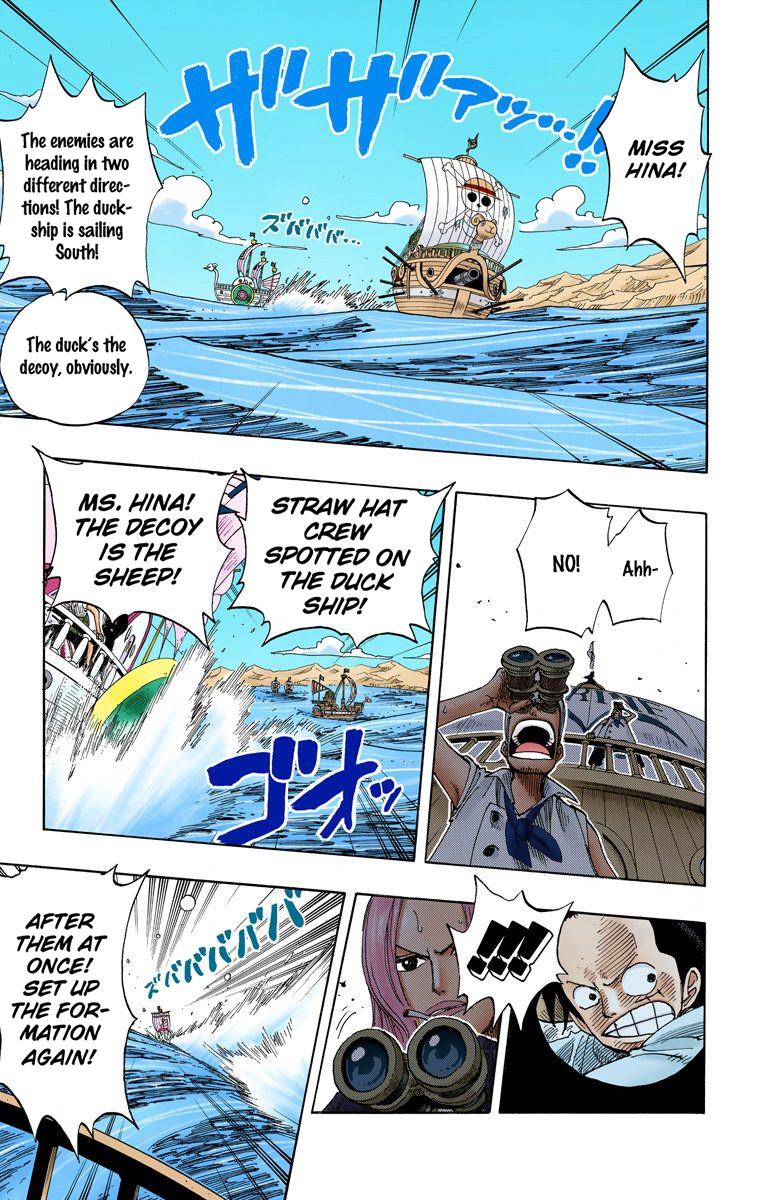 MISS
HINA!
ザザァッ…!!
The enemies are
heading in two
different direc-
tions! The duck-
ship is sailing
South!
ズババババ…
The duck's the
decoy, obviously.
Ahh-
NO!
STRAW HAT
CREW
SPOTTED ON
THE DUCK
SHIP!
MS. HINA!
THE DECOY
IS THE
SHEEP!
ゴオッ
!!!!
ズババババババ
AFTER
THEM AT
ONCE!
SET UP
THE FOR-
MATION
AGAIN!